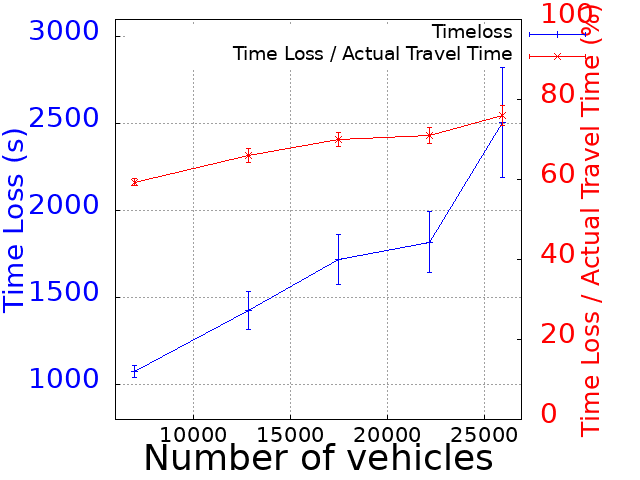 Timeloss
Time Loss / Actual Travel Time
3000
2500
2000
1500
1000
Time Loss (s)
100
80
60
40
20
0
Time Loss / Actual Travel Time (%)
10000 15000 20000 25000
Number of vehicles